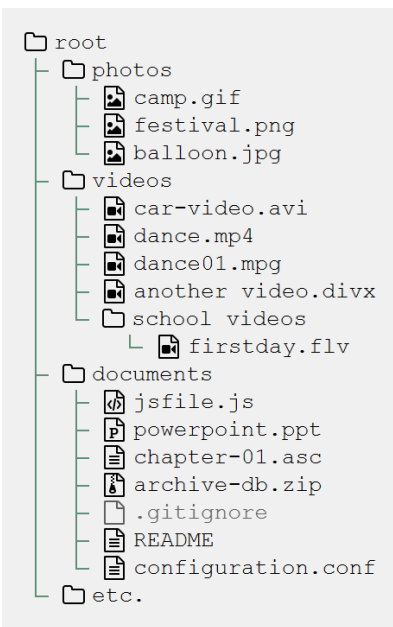 root
photos
camp.gif
festival.png
balloon.jpg
videos
car-video.avi
dance.mp4
dance01.mpg
another video.divx
school videos
firstday.flv
documents
jsfile.js
powerpoint.ppt
chapter-01.asc
archive-db.zip
.gitignore
README
configuration.conf
etc.